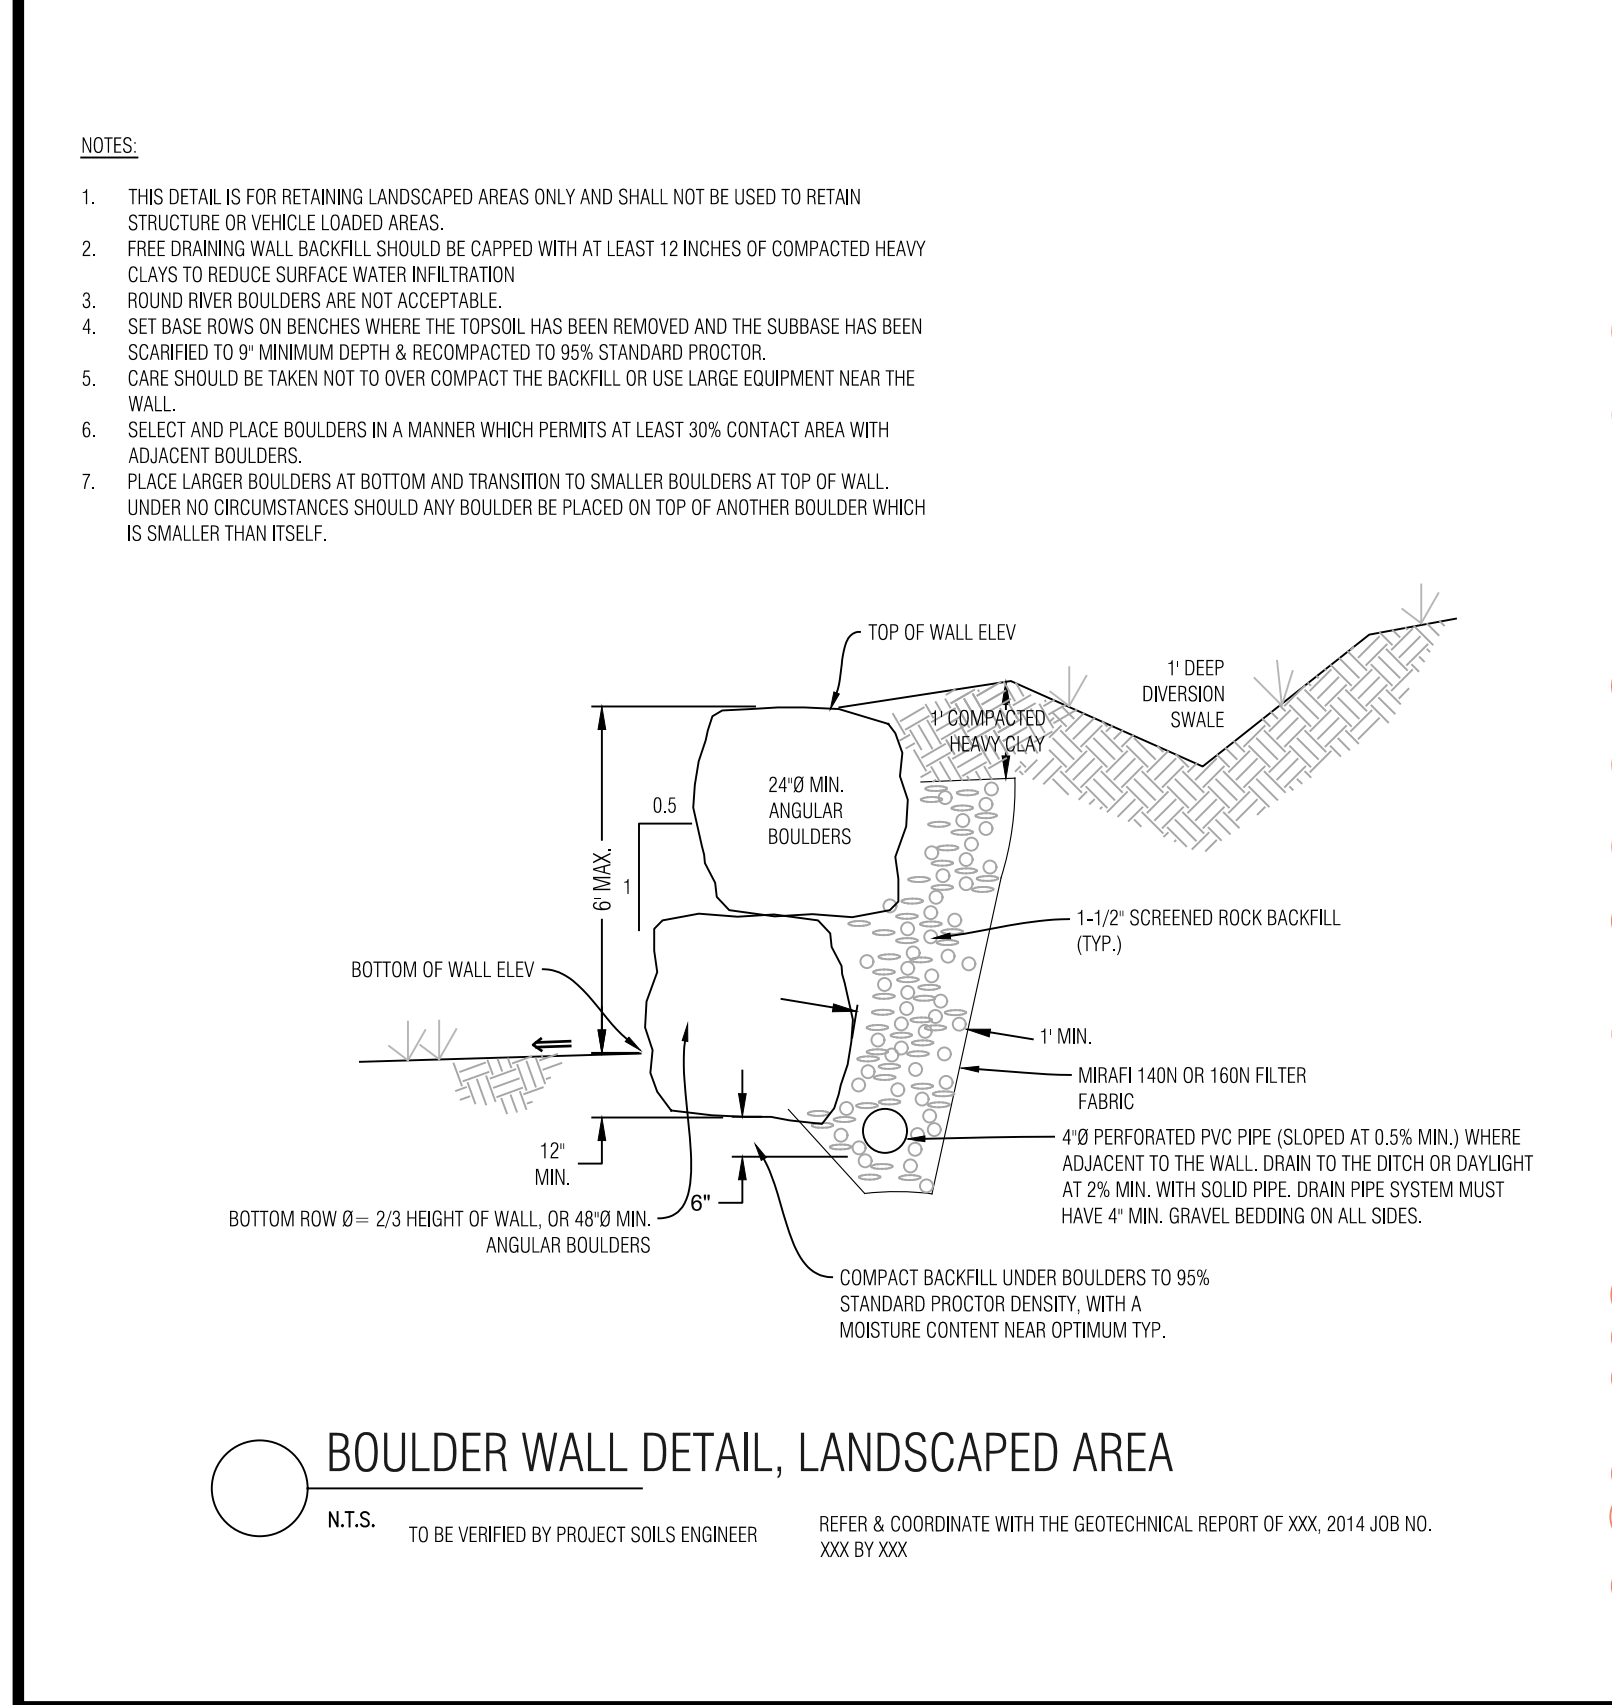 NOTES:
1. THIS DETAIL IS FOR RETAINING LANDSCAPED AREAS ONLY AND SHALL NOT BE USED TO RETAIN
STRUCTURE OR VEHICLE LOADED AREAS.
2. FREE DRAINING WALL BACKFILL SHOULD BE CAPPED WITH AT LEAST 12 INCHES OF COMPACTED HEAVY
CLAYS TO REDUCE SURFACE WATER INFILTRATION
3. ROUND RIVER BOULDERS ARE NOT ACCEPTABLE.
4. SET BASE ROWS ON BENCHES WHERE THE TOPSOIL HAS BEEN REMOVED AND THE SUBBASE HAS BEEN
SCARIFIED TO 9" MINIMUM DEPTH & RECOMPACTED TO 95% STANDARD PROCTOR.
5. CARE SHOULD BE TAKEN NOT TO OVER COMPACT THE BACKFILL OR USE LARGE EQUIPMENT NEAR THE
WALL.
6. SELECT AND PLACE BOULDERS IN A MANNER WHICH PERMITS AT LEAST 30% CONTACT AREA WITH
ADJACENT BOULDERS.
7. PLACE LARGER BOULDERS AT BOTTOM AND TRANSITION TO SMALLER BOULDERS AT TOP OF WALL.
UNDER NO CIRCUMSTANCES SHOULD ANY BOULDER BE PLACED ON TOP OF ANOTHER BOULDER WHICH
IS SMALLER THAN ITSELF.
TOP OF WALL ELEV
1' DEEP
DIVERSION
SWALE
1' COMPACTED
HEAVY CLAY
24"Ø MIN.
ANGULAR
BOULDERS
0.5
1
6' MAX.
1-1/2" SCREENED ROCK BACKFILL
(TYP.)
BOTTOM OF WALL ELEV
1' MIN.
MIRAFI 140N OR 160N FILTER
FABRIC
4"Ø PERFORATED PVC PIPE (SLOPED AT 0.5% MIN.) WHERE
ADJACENT TO THE WALL. DRAIN TO THE DITCH OR DAYLIGHT
AT 2% MIN. WITH SOLID PIPE. DRAIN PIPE SYSTEM MUST
HAVE 4" MIN. GRAVEL BEDDING ON ALL SIDES.
12"
MIN.
6"
BOTTOM ROW Ø= 2/3 HEIGHT OF WALL, OR 48"Ø MIN.
ANGULAR BOULDERS
COMPACT BACKFILL UNDER BOULDERS TO 95%
STANDARD PROCTOR DENSITY, WITH A
MOISTURE CONTENT NEAR OPTIMUM TYP.
BOULDER WALL DETAIL, LANDSCAPED AREA
N.T.S.
TO BE VERIFIED BY PROJECT SOILS ENGINEER
REFER & COORDINATE WITH THE GEOTECHNICAL REPORT OF XXX, 2014 JOB NO.
XXX BY XXX